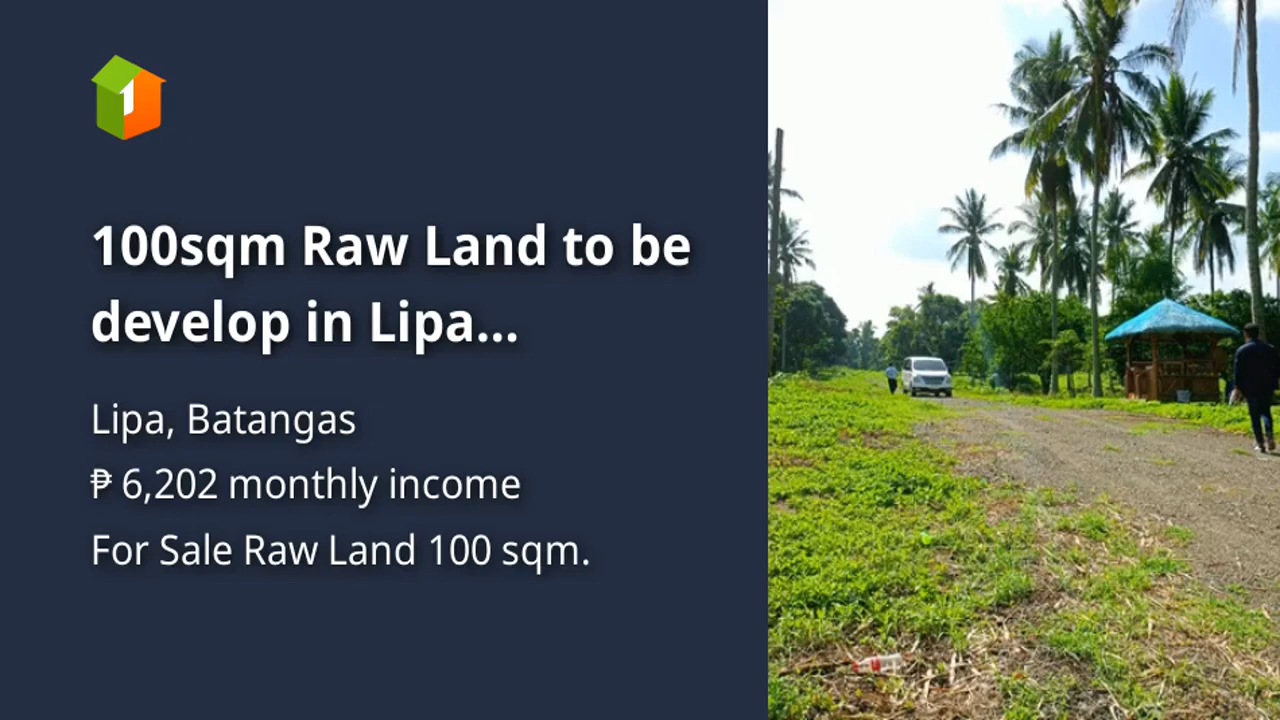 100sqm Raw Land to be
develop in Lipa...
Lipa, Batangas
₱ 6,202 monthly income
For Sale Raw Land 100 sqm.